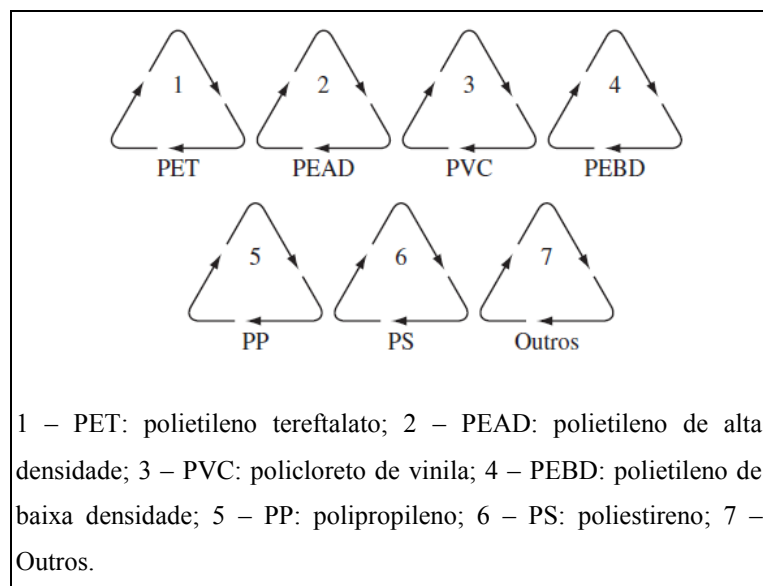 1 2 3 4
PET PEAD PVC PEBD
5 6 7
PP PS Outros
1 – PET: polietileno tereftalato; 2 – PEAD: polietileno de alta
densidade; 3 – PVC: policloreto de vinila; 4 – PEBD: polietileno de
baixa densidade; 5 – PP: polipropileno; 6 – PS: poliestireno; 7 –
Outros.